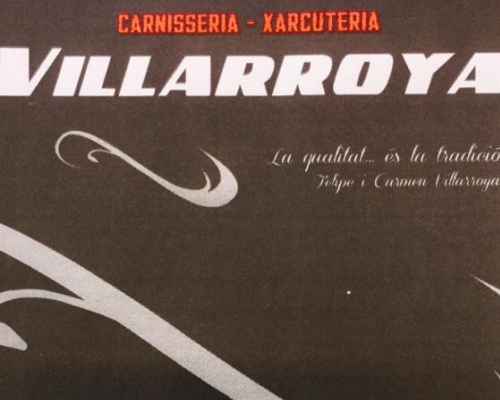 CARNISSERIA - XARCUTERIA
VILLARROYA
La qualitat... és la tradició
Felipe i Carmen Villarroya